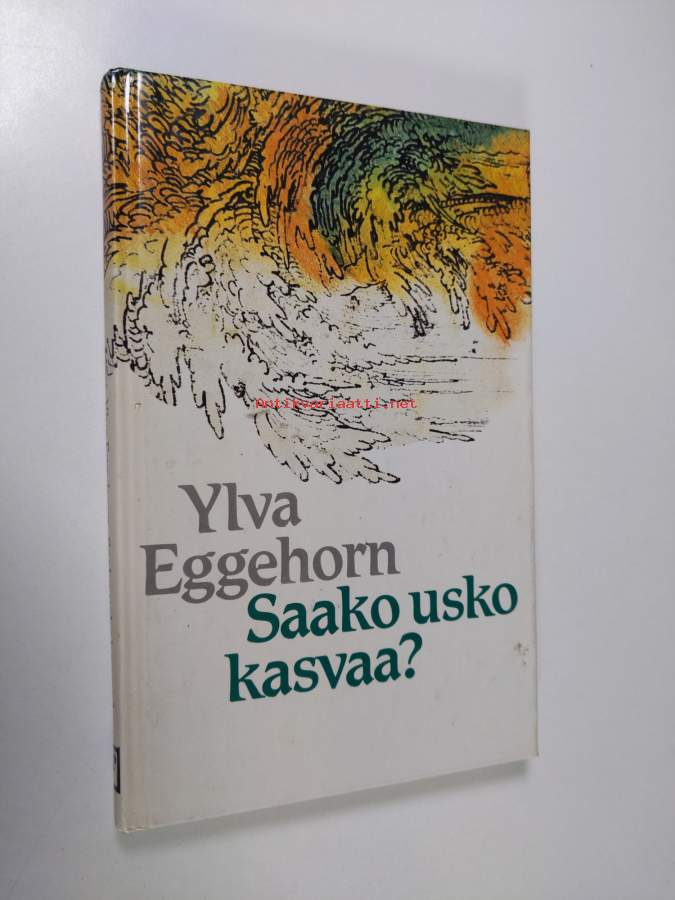 Antikvariaatti.net
Ylva
Eggehorn
Saako usko
kasvaa?